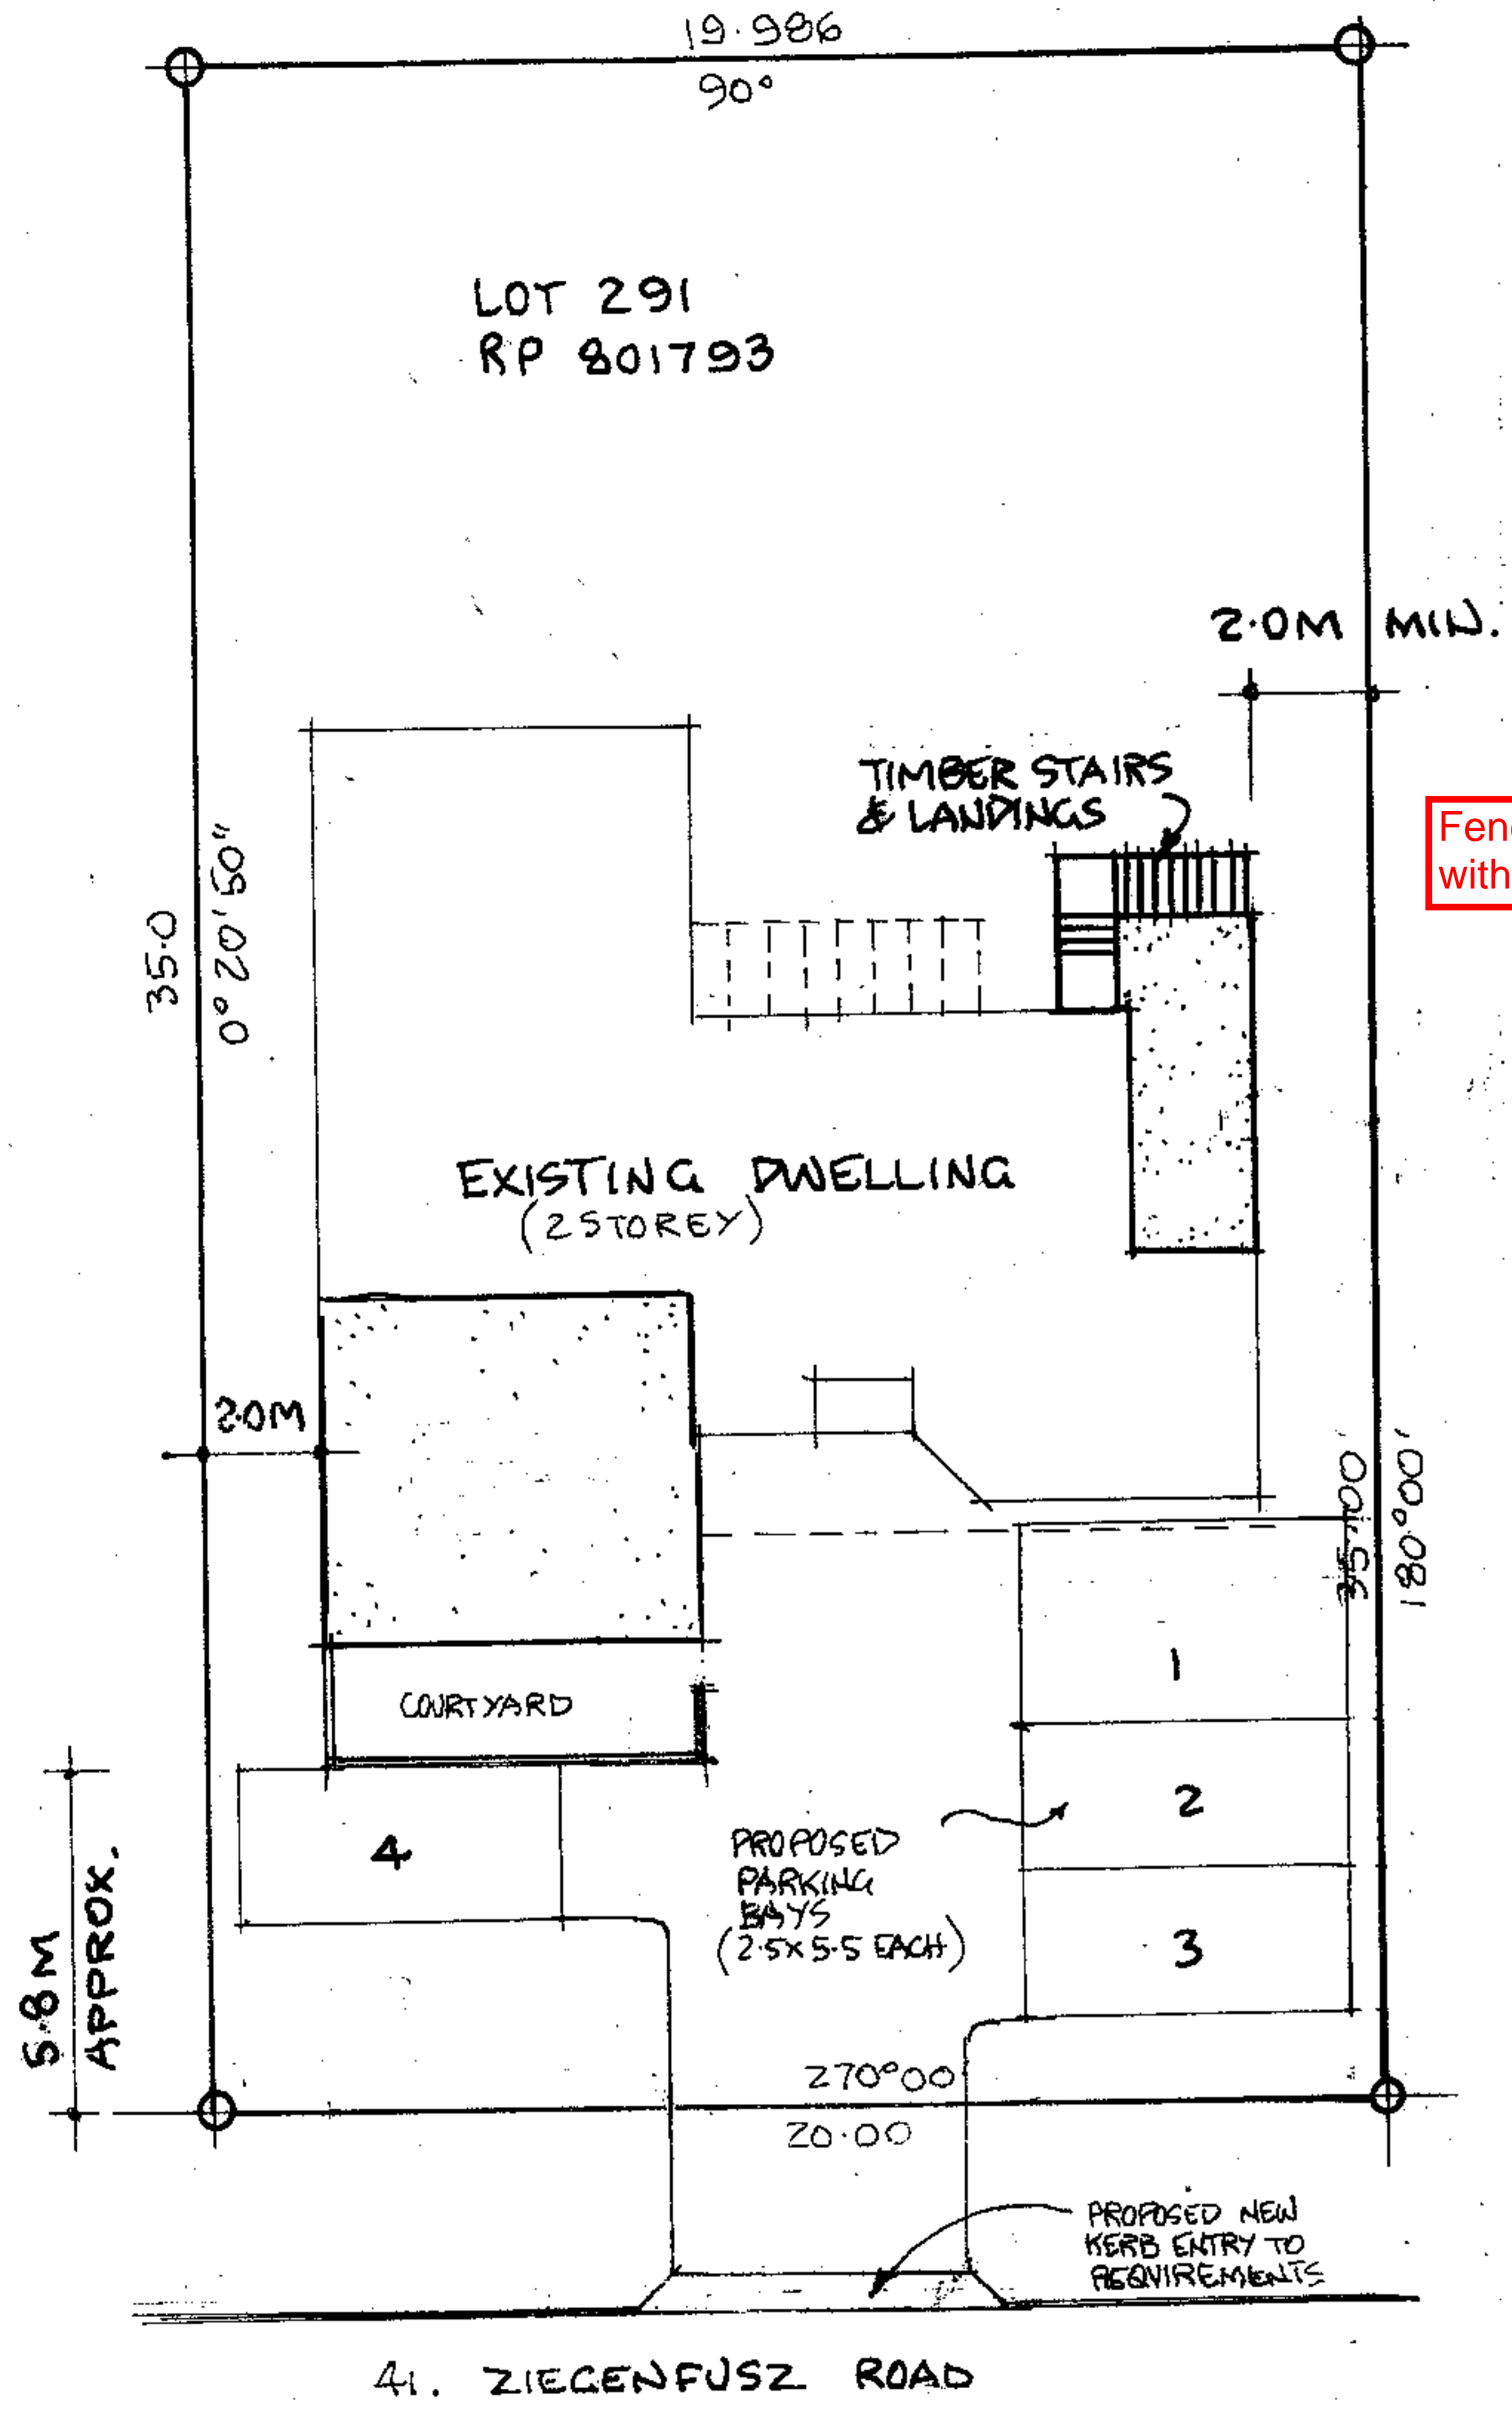 19.986
90°
LOT 291
RP 801793
2.0M MIN.
TIMBER STAIRS
& LANDINGS
with
35.0
0° 20' 50"
EXISTING DWELLING
(2 STOREY)
2.0M
35.00
180°00'
1
COURTYARD
2
4
PROPOSED
PARKING
BAYS
(2.5 x 5.5 EACH)
3
5.8M
APPROX.
270°00
20.00
PROPOSED NEW
KERB ENTRY TO
REQUIREMENTS
41. ZIEGENFUSZ ROAD